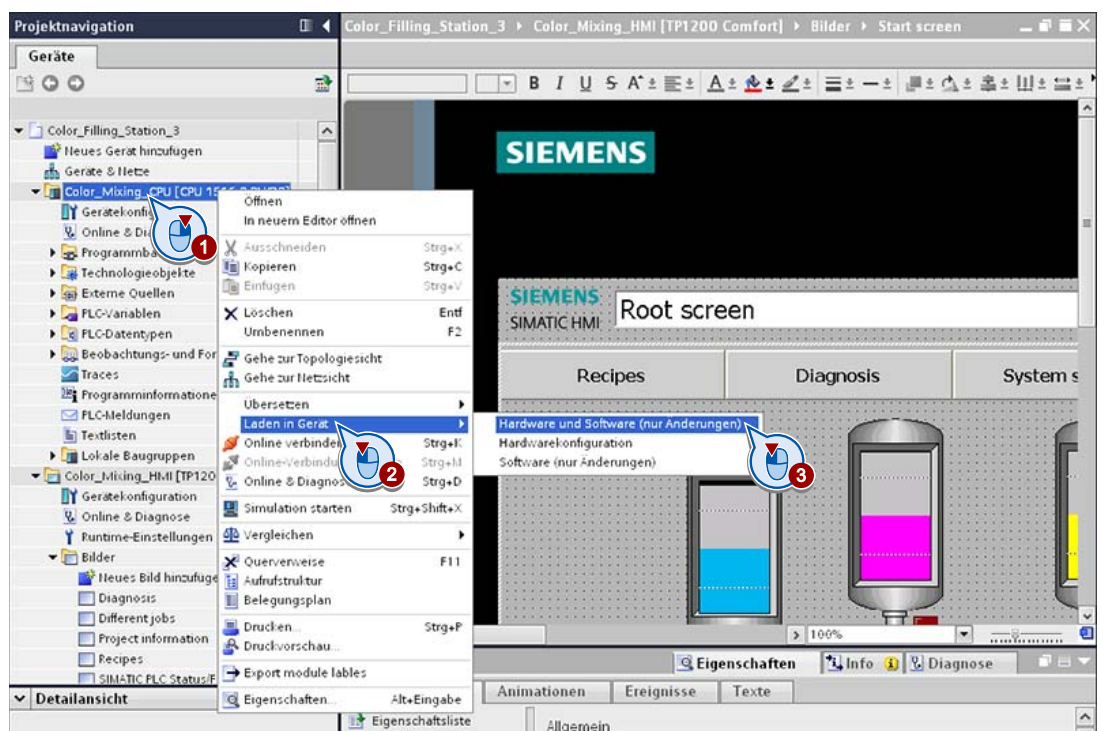 Projektnavigation
Geräte
Color_Filling_Station_3
Neues Gerät hinzufügen
Geräte & Netze
Color_Mixing_CPU [CPU
Online &
Technologieobjekte
Externe Quellen
PLC-Variablen
PLC-Datentypen
Beobachtungs- und For
Traces
Programminformatione
PLC-Meldungen
Textlisten
Lokale Baugruppen
Color_Mixing_HMI [TP120
Gerätekonfiguration
Online & Diagnose
Runtime-Einstellungen
Bilder
Neues Bild hinzufüge
Diagnosis
Different jobs
Project information
Recipes
SIMATIC PLC Status/F
Detailansicht
Öffnen
In neuem Editor öffnen
Ausschneiden Strg+X
Kopieren Strg+C
Einfügen Strg+V
Löschen Entf
Umbenennen F2
Gehe zur Topologiesicht
Gehe zur Netzsicht
Übersetzen
Laden in Gerät
Online verbinden Strg+K
Strg+M
Online & Diagnos Strg+D
Simulation starten Strg+Shift+X
Vergleichen
Querverweise F11
Aufrufstruktur
Belegungsplan
Drucken... Strg+P
Druckvorschau...
Export module lables
Eigenschaften... Alt+Eingabe
Hardware und Software (nur Änderungen)
Hardwarekonfiguration
Software (nur Änderungen)
1
2
3
Color_Filling_Station_3 Color_Mixing_HMI [TP1200 Comfort] Bilder Start screen
B I U S A A
SIEMENS
SIEMENS
SIMATIC HMI
Root screen
Recipes Diagnosis System s
100%
Eigenschaften Info Diagnose
Animationen Ereignisse Texte
Eigenschaftsliste
Allgemein